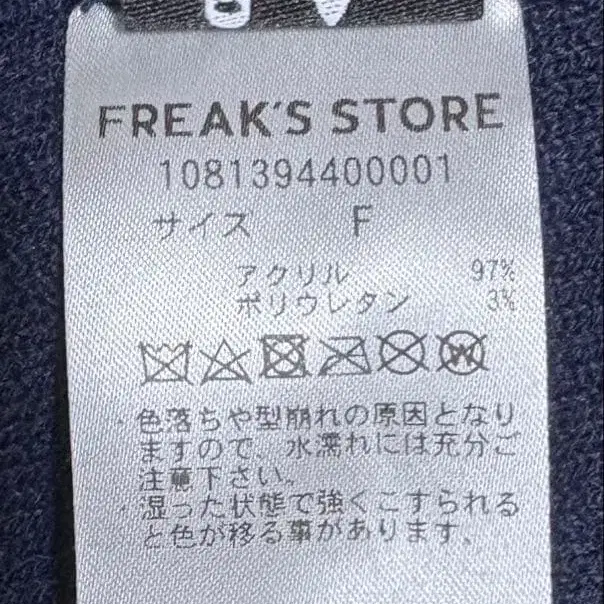 FREAK'S STORE
1081394400001
サイズ F
アクリル 97%
ポリウレタン 3%
色落ちや型崩れの原因となり
ますので、水濡れには充分ご
注意下さい。
湿った状態で強くこすられる
と色が移る事があります。